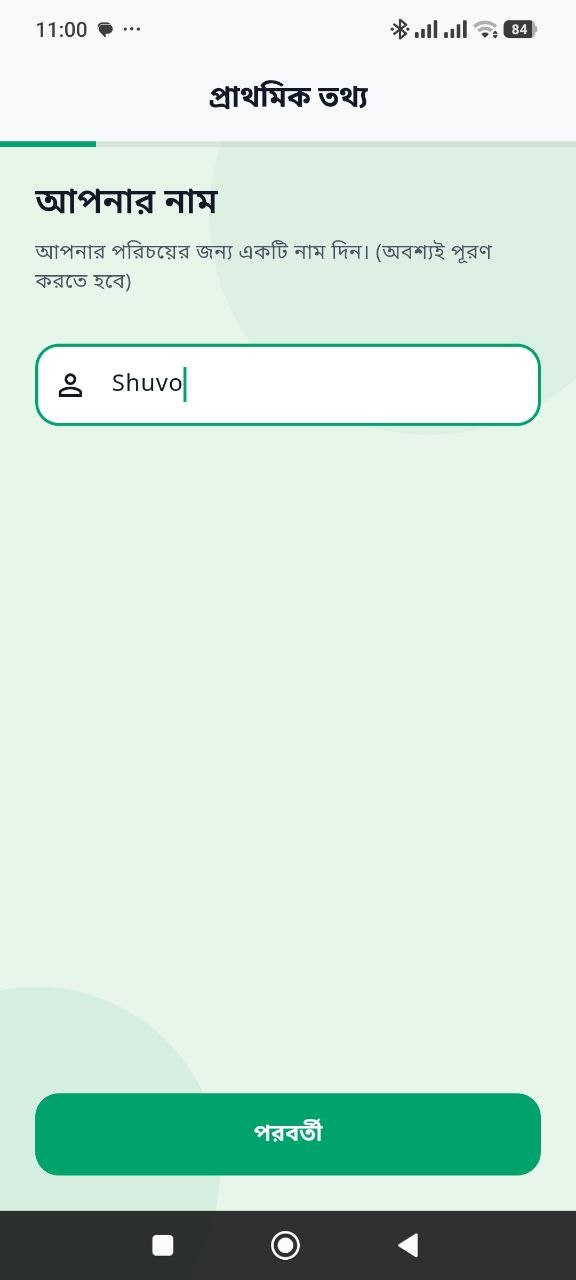 11:00
84
প্রাথমিক তথ্য
আপনার নাম
আপনার পরিচয়ের জন্য একটি নাম দিন। (অবশ্যই পূরণ
করতে হবে)
Shuvo
পরবর্তী